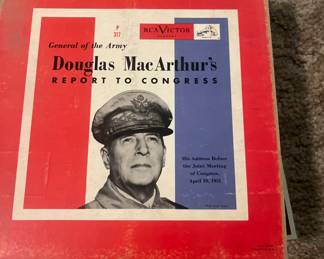 P
317
RCA VICTOR
General of the Army
Douglas MacArthur's
REPORT TO CONGRESS
His Address Before
the Joint Meeting
of Congress,
April 19, 1951